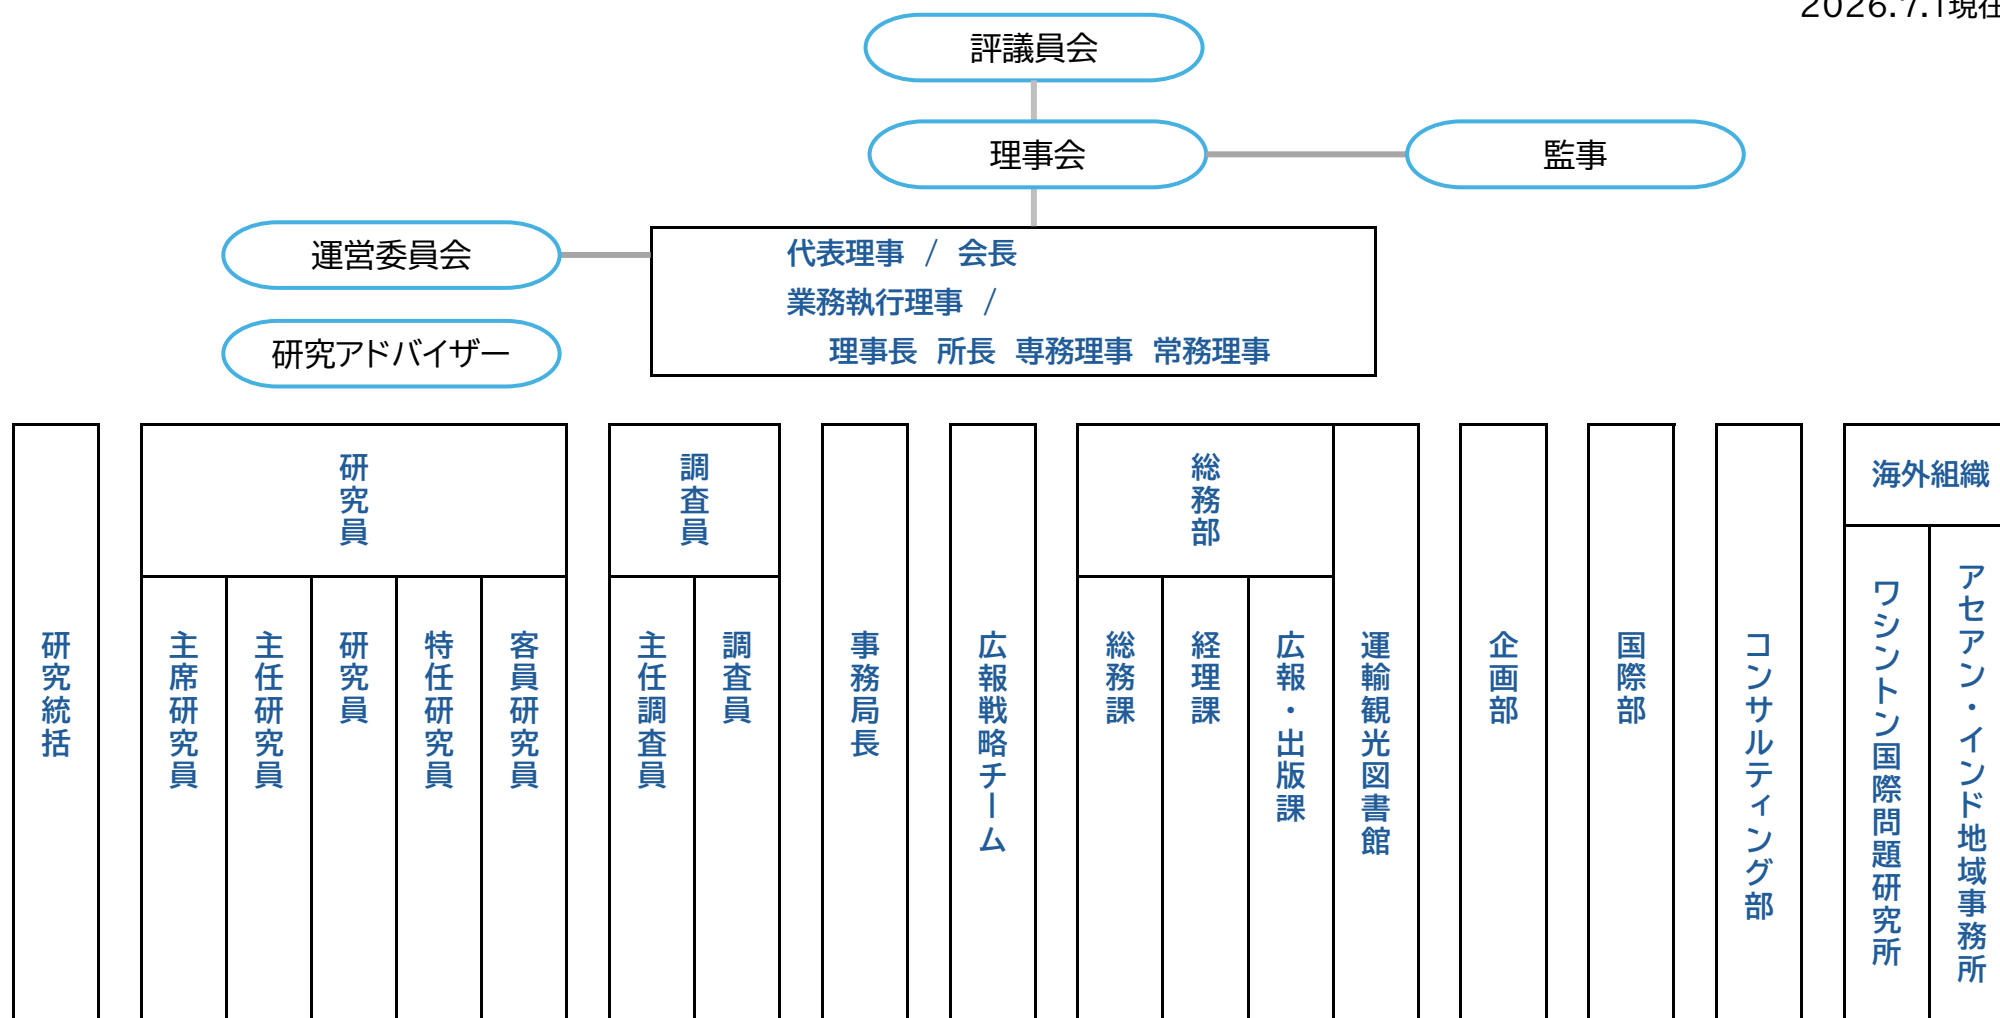 2026.7.1現在
評議員会
理事会
監事
運営委員会
研究アドバイザー
代表理事 / 会長
業務執行理事 /
理事長 所長 専務理事 常務理事
研究統括
研究員
主席研究員
主任研究員
研究員
特任研究員
客員研究員
調査員
主任調査員
調査員
事務局長
広報戦略チーム
総務部
総務課
経理課
広報・出版課
運輸観光図書館
企画部
国際部
コンサルティング部
海外組織
ワシントン国際問題研究所
アセアン・インド地域事務所